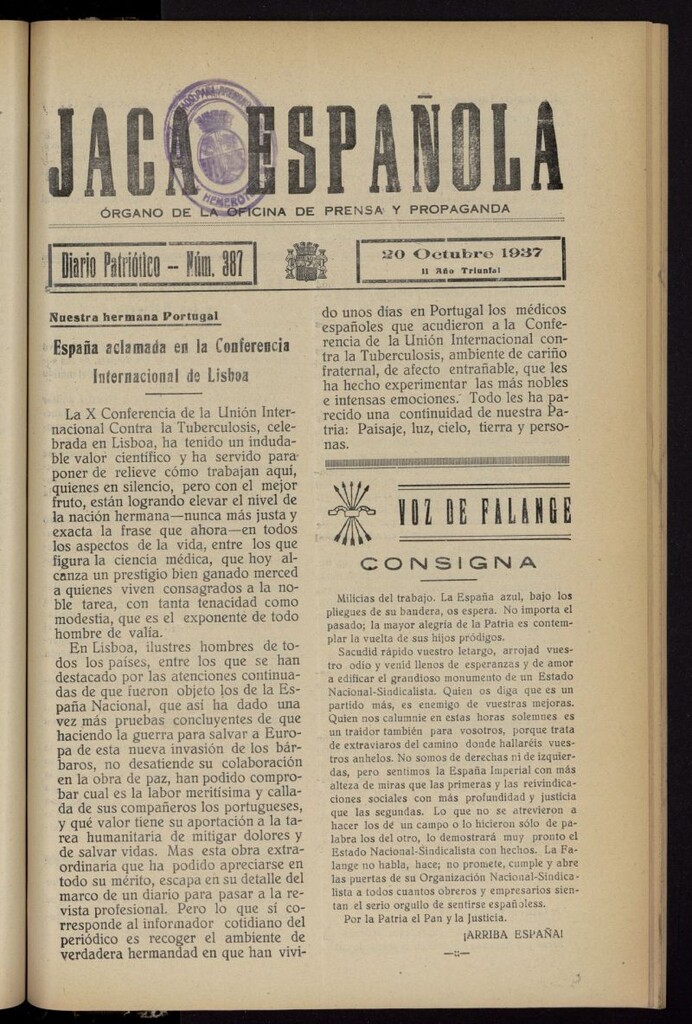 JACA ESPAÑOLA
ÓRGANO DE LA OFICINA DE PRENSA Y PROPAGANDA
Diario Patriótico -- Núm. 387
20 Octubre 1937
II Año Triunfal
Nuestra hermana Portugal
España aclamada en la Conferencia
Internacional de Lisboa
La X Conferencia de la Unión Inter-
nacional Contra la Tuberculosis, cele-
brada en Lisboa, ha tenido un induda-
ble valor científico y ha servido para
poner de relieve cómo trabajan aquí,
quienes en silencio, pero con el mejor
fruto, están logrando elevar el nivel de
la nación hermana—nunca más justa y
exacta la frase que ahora—en todos
los aspectos de la vida, entre los que
figura la ciencia médica, que hoy al-
canza un prestigio bien ganado merced
a quienes viven consagrados a la no-
ble tarea, con tanta tenacidad como
modestia, que es el exponente de todo
hombre de valía.
En Lisboa, ilustres hombres de to-
dos los países, entre los que se han
destacado por las atenciones continua-
das de que fueron objeto los de la Es-
paña Nacional, que así ha dado una
vez más pruebas concluyentes de que
haciendo la guerra para salvar a Euro-
pa de esta nueva invasión de los bár-
baros, no desatiende su colaboración
en la obra de paz, han podido compro-
bar cual es la labor meritísima y calla-
da de sus compañeros los portugueses,
y qué valor tiene su aportación a la ta-
rea humanitaria de mitigar dolores y
de salvar vidas. Mas esta obra extra-
ordinaria que ha podido apreciarse en
todo su mérito, escapa en su detalle del
marco de un diario para pasar a la re-
vista profesional. Pero lo que sí co-
rresponde al informador cotidiano del
periódico es recoger el ambiente de
verdadera hermandad en que han vivi-
do unos días en Portugal los médicos
españoles que acudieron a la Confe-
rencia de la Unión Internacional con-
tra la Tuberculosis, ambiente de cariño
fraternal, de afecto entrañable, que les
ha hecho experimentar las más nobles
e intensas emociones. Todo les ha pa-
recido una continuidad de nuestra Pa-
tria: Paisaje, luz, cielo, tierra y perso-
nas.
VOZ DE FALANGE
CONSIGNA
Milicias del trabajo. La España azul, bajo los
pliegues de su bandera, os espera. No importa el
pasado; la mayor alegría de la Patria es contem-
plar la vuelta de sus hijos pródigos.
Sacudid rápido vuestro letargo, arrojad vues-
tro odio y venid llenos de esperanzas y de amor
a edificar el grandioso monumento de un Estado
Nacional-Sindicalista. Quien os diga que es un
partido más, es enemigo de vuestras mejoras.
Quien nos calumnie en estas horas solemnes es
un traidor también para vosotros, porque trata
de extraviaros del camino donde hallaréis vues-
tros anhelos. No somos de derechas ni de izquier-
das, pero sentimos la España Imperial con más
alteza de miras que las primeras y las reivindica-
ciones sociales con más profundidad y justicia
que las segundas. Lo que no se atrevieron a
hacer los de un campo o lo hicieron sólo de pa-
labra los del otro, lo demostrará muy pronto el
Estado Nacional-Sindicalista con hechos. La Fa-
lange no habla, hace; no promete, cumple y abre
las puertas de su Organización Nacional-Sindica-
lista a todos cuantos obreros y empresarios sien-
tan el serio orgullo de sentirse españoless.
Por la Patria el Pan y la Justicia.
¡ARRIBA ESPAÑA!